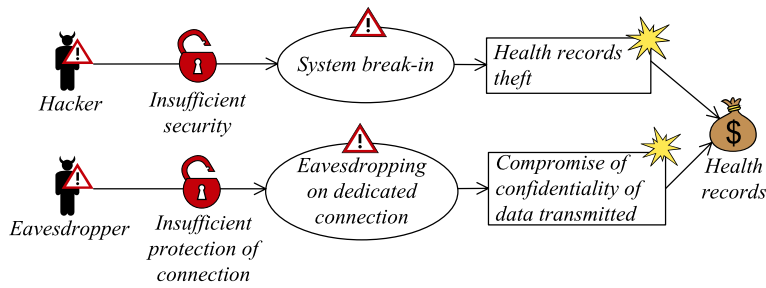 Hacker
Insufficient
security
System break-in
Health records
theft
Eavesdropper
Insufficient
protection of
connection
Eavesdropping
on dedicated
connection
Compromise of
confidentiality of
data transmitted
$
Health
records